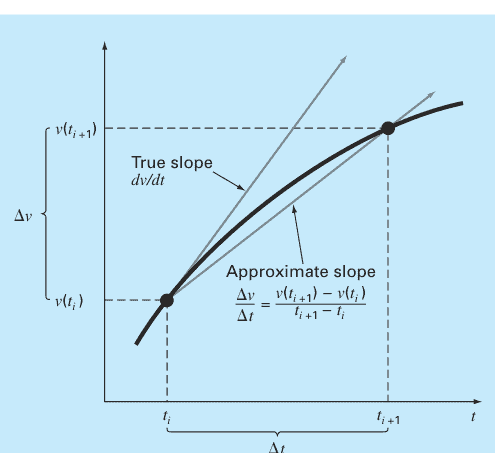 v(t_{i+1})
True slope
dv/dt
Δv
Approximate slope
Δv/Δt = (v(t_{i+1}) − v(t_i))/(t_{i+1} − t_i)
v(t_i)
t_i
t_{i+1}
t
Δt